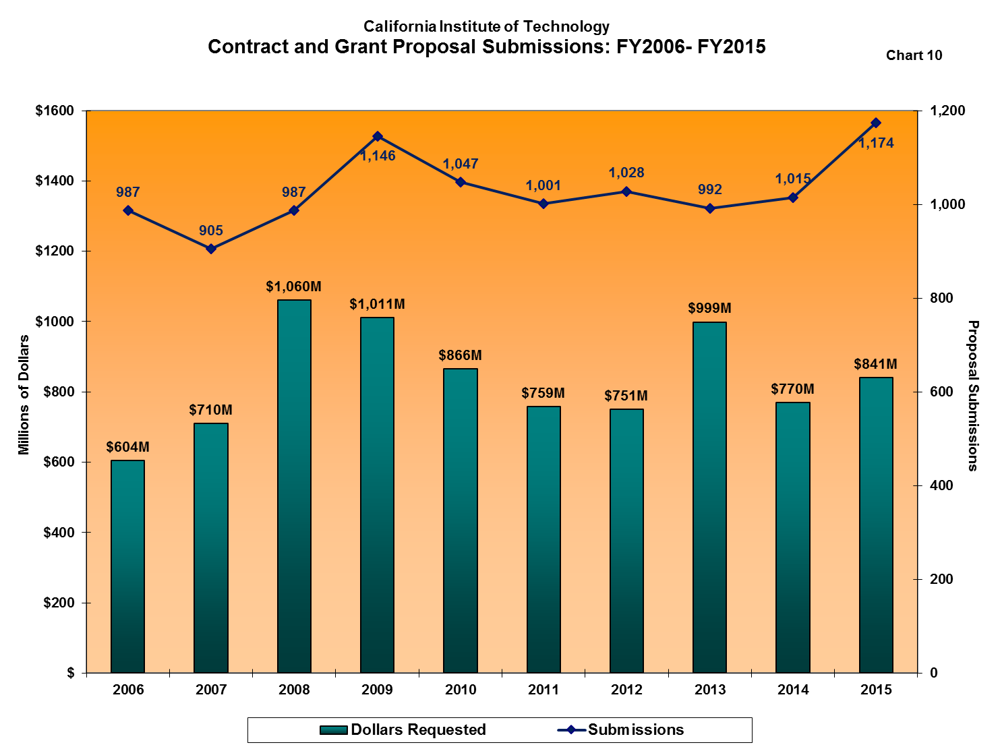 California Institute of Technology
Contract and Grant Proposal Submissions: FY2006- FY2015
Chart 10
$1600
$1400
$1200
$1000
$800
$600
$400
$200
$
Millions of Dollars
987
905
987
1,146
1,047
1,001
1,028
992
1,015
1,174
$604M
$710M
$1,060M
$1,011M
$866M
$759M
$751M
$999M
$770M
$841M
1,200
1,000
800
600
400
200
0
Proposal Submissions
2006 2007 2008 2009 2010 2011 2012 2013 2014 2015
Dollars Requested Submissions